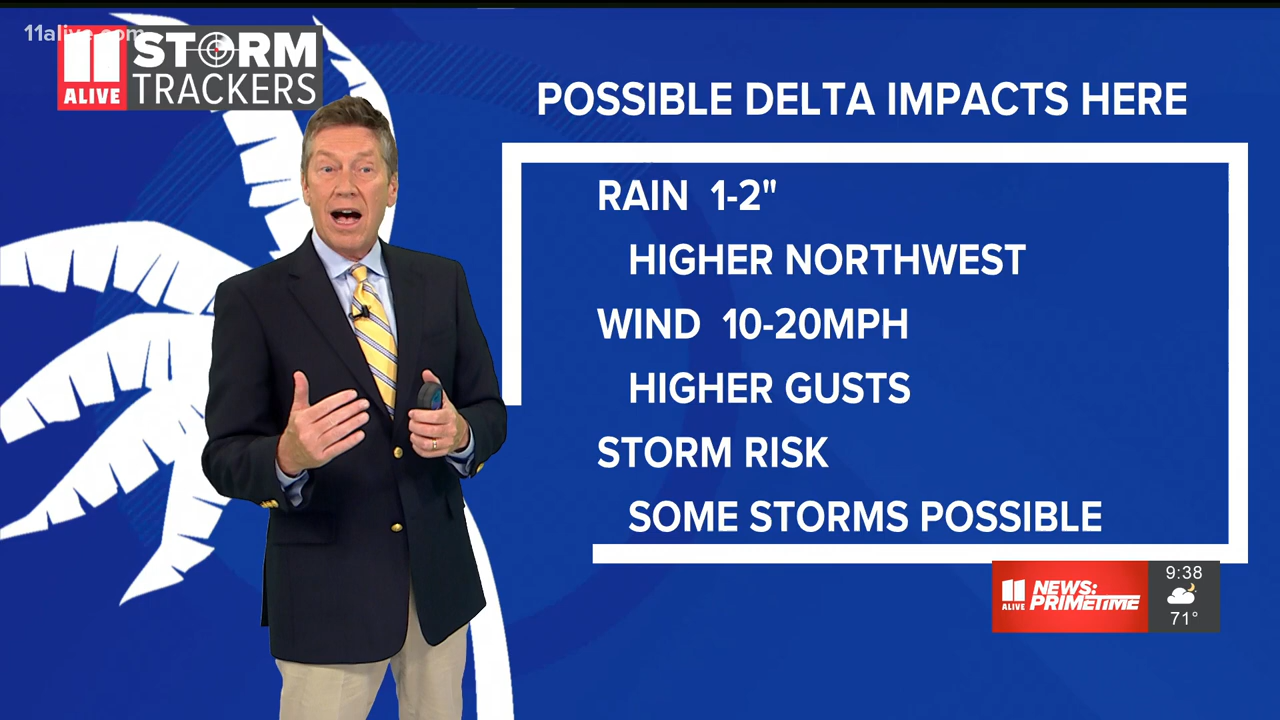 11alive.com
11
ALIVE
STORM
TRACKERS
POSSIBLE DELTA IMPACTS HERE
RAIN 1-2"
HIGHER NORTHWEST
WIND 10-20MPH
HIGHER GUSTS
STORM RISK
SOME STORMS POSSIBLE
11
ALIVE
NEWS:
PRIMETIME
9:38
71°